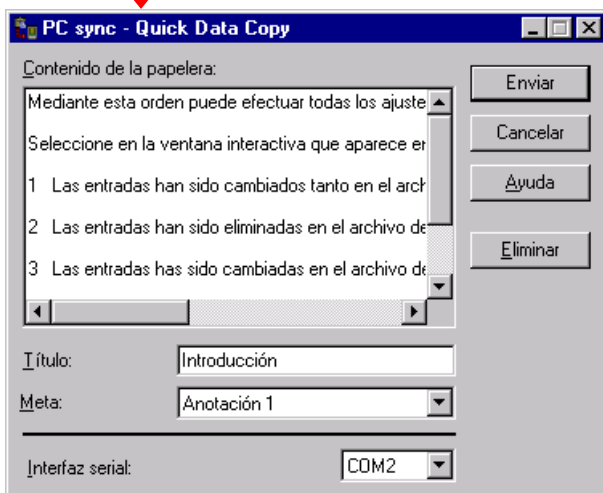 PC sync - Quick Data Copy
Contenido de la papelera:
Mediante esta orden puede efectuar todas los ajuste
Seleccione en la ventana interactiva que aparece
1 Las entradas han sido cambiados tanto en el
2 Las entradas han sido eliminadas en el archivo de
3 Las entradas has sido cambiadas en el archivo
Enviar
Cancelar
Ayuda
Eliminar
Título: Introducción
Meta: Anotación 1
Interfaz serial: COM2